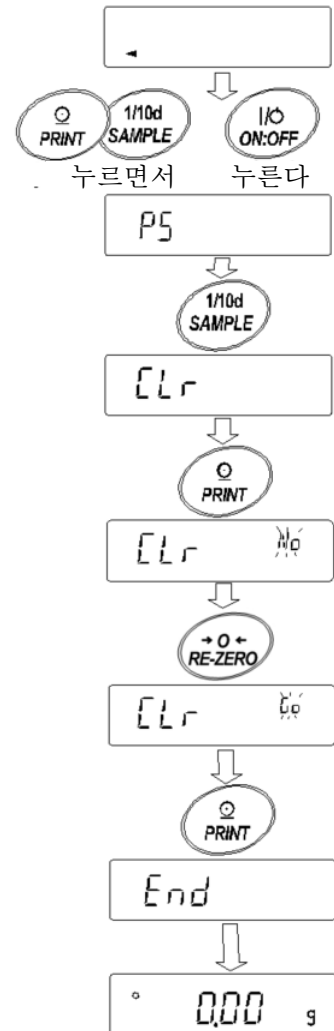 PRINT
1/10d
SAMPLE
I/⏻
ON:OFF
누르면서 누른다
PS
1/10d
SAMPLE
CLr
PRINT
CLr No
→ 0 ←
RE-ZERO
CLr Go
PRINT
End
0.00 g